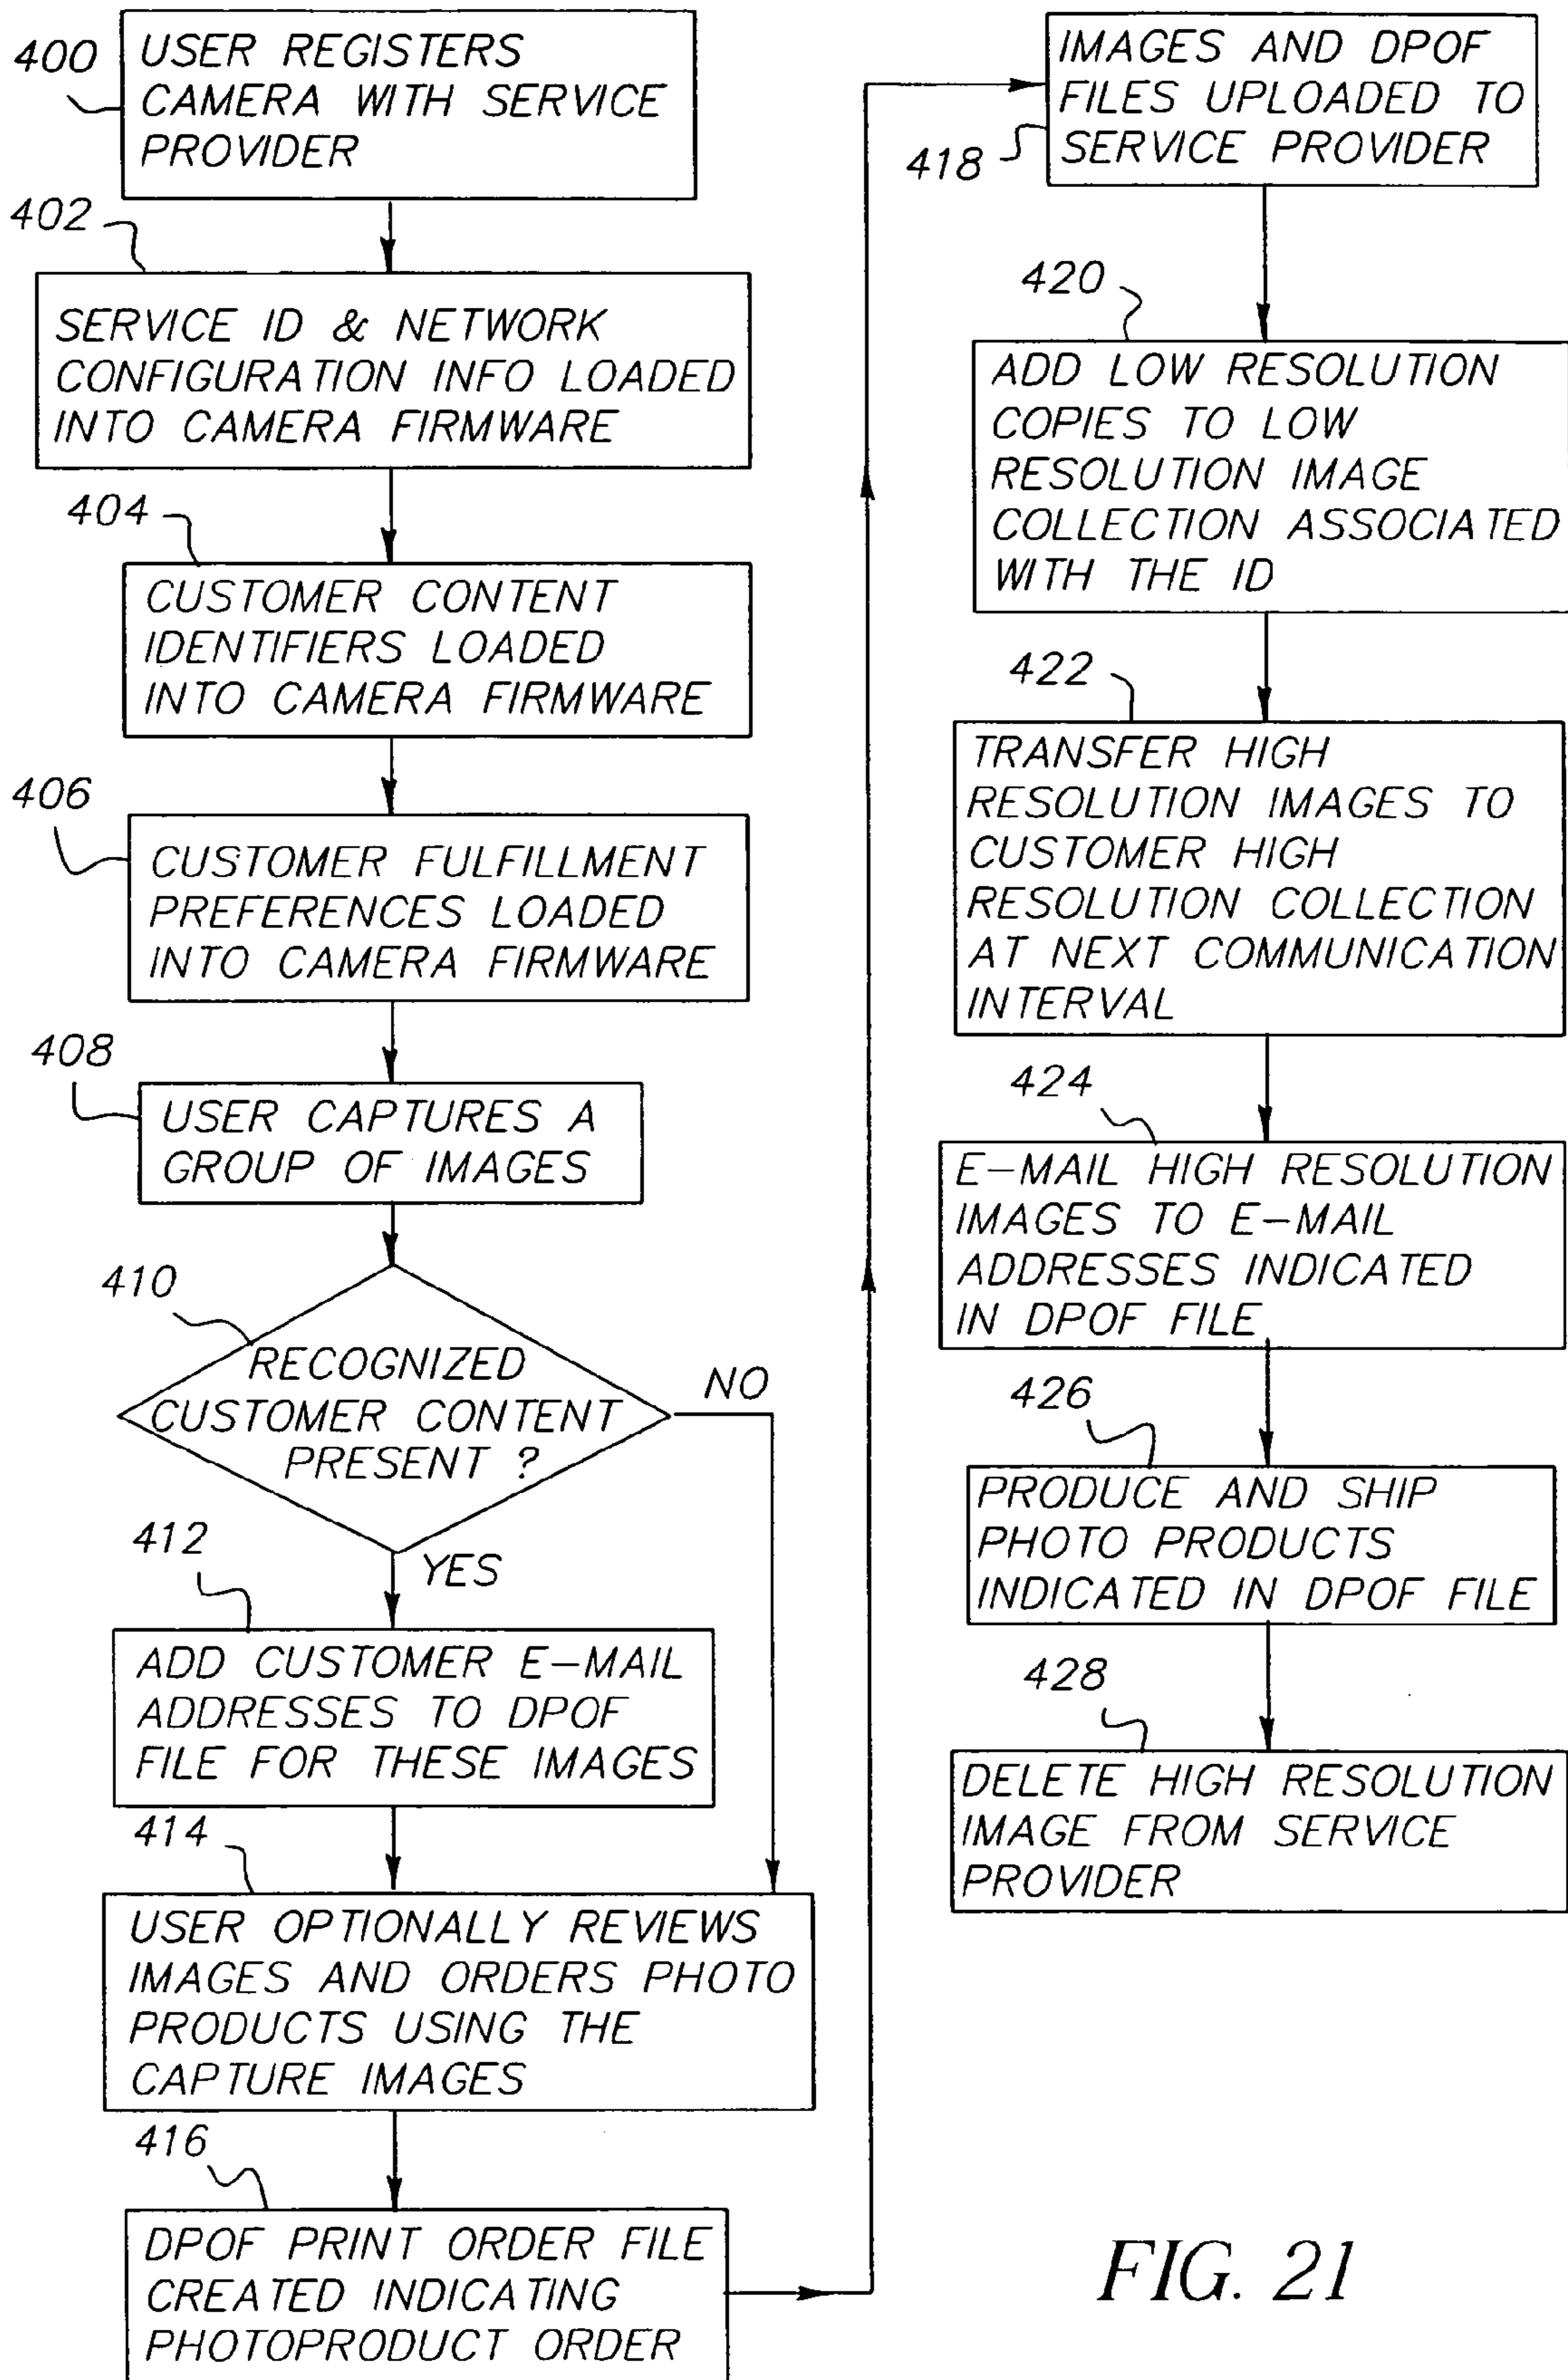 400
USER REGISTERS
CAMERA WITH SERVICE
PROVIDER
402
SERVICE ID & NETWORK
CONFIGURATION INFO LOADED
INTO CAMERA FIRMWARE
404
CUSTOMER CONTENT
IDENTIFIERS LOADED
INTO CAMERA FIRMWARE
406
CUSTOMER FULFILLMENT
PREFERENCES LOADED
INTO CAMERA FIRMWARE
408
USER CAPTURES A
GROUP OF IMAGES
410
RECOGNIZED
CUSTOMER CONTENT
PRESENT ?
NO
YES
412
ADD CUSTOMER E-MAIL
ADDRESSES TO DPOF
FILE FOR THESE IMAGES
414
USER OPTIONALLY REVIEWS
IMAGES AND ORDERS PHOTO
PRODUCTS USING THE
CAPTURE IMAGES
416
DPOF PRINT ORDER FILE
CREATED INDICATING
PHOTOPRODUCT ORDER
IMAGES AND DPOF
FILES UPLOADED TO
SERVICE PROVIDER
418
420
ADD LOW RESOLUTION
COPIES TO LOW
RESOLUTION IMAGE
COLLECTION ASSOCIATED
WITH THE ID
422
TRANSFER HIGH
RESOLUTION IMAGES TO
CUSTOMER HIGH
RESOLUTION COLLECTION
AT NEXT COMMUNICATION
INTERVAL
424
E-MAIL HIGH RESOLUTION
IMAGES TO E-MAIL
ADDRESSES INDICATED
IN DPOF FILE
426
PRODUCE AND SHIP
PHOTO PRODUCTS
INDICATED IN DPOF FILE
428
DELETE HIGH RESOLUTION
IMAGE FROM SERVICE
PROVIDER
FIG. 21